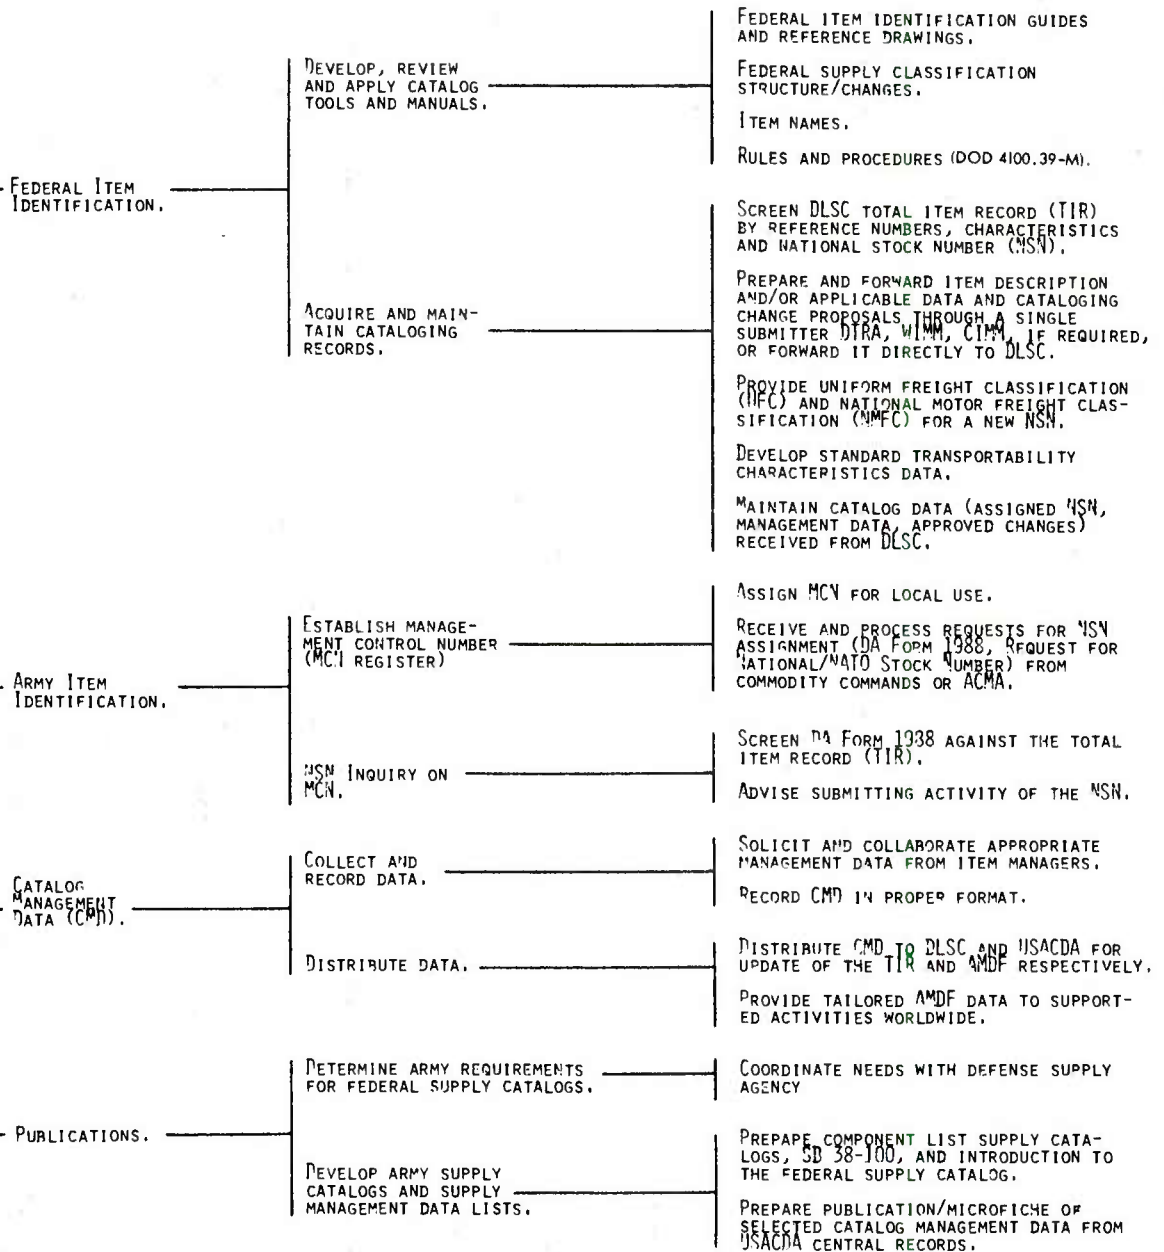 FEDERAL ITEM IDENTIFICATION GUIDES
AND REFERENCE DRAWINGS.
DEVELOP, REVIEW
AND APPLY CATALOG
TOOLS AND MANUALS.
FEDERAL SUPPLY CLASSIFICATION
STRUCTURE/CHANGES.
ITEM NAMES.
RULES AND PROCEDURES (DOD 4100.39-M).
FEDERAL ITEM
IDENTIFICATION.
SCREEN DLSC TOTAL ITEM RECORD (TIR)
BY REFERENCE NUMBERS, CHARACTERISTICS
AND NATIONAL STOCK NUMBER (NSN).
PREPARE AND FORWARD ITEM DESCRIPTION
AND/OR APPLICABLE DATA AND CATALOGING
CHANGE PROPOSALS THROUGH A SINGLE
SUBMITTER DIRA, WIMM, CIMM, IF REQUIRED,
OR FORWARD IT DIRECTLY TO DLSC.
ACQUIRE AND MAIN-
TAIN CATALOGING
RECORDS.
PROVIDE UNIFORM FREIGHT CLASSIFICATION
(UFC) AND NATIONAL MOTOR FREIGHT CLAS-
SIFICATION (NMFC) FOR A NEW NSN.
DEVELOP STANDARD TRANSPORTABILITY
CHARACTERISTICS DATA.
MAINTAIN CATALOG DATA (ASSIGNED NSN,
MANAGEMENT DATA, APPROVED CHANGES)
RECEIVED FROM DLSC.
ASSIGN MCN FOR LOCAL USE.
ESTABLISH MANAGE-
MENT CONTROL NUMBER
(MCN REGISTER)
RECEIVE AND PROCESS REQUESTS FOR NSN
ASSIGNMENT (DA FORM 1988, REQUEST FOR
NATIONAL/NATO STOCK NUMBER) FROM
COMMODITY COMMANDS OR ACMA.
ARMY ITEM
IDENTIFICATION.
SCREEN DA FORM 1988 AGAINST THE TOTAL
ITEM RECORD (TIR).
NSN INQUIRY ON
MCN.
ADVISE SUBMITTING ACTIVITY OF THE NSN.
SOLICIT AND COLLABORATE APPROPRIATE
MANAGEMENT DATA FROM ITEM MANAGERS.
COLLECT AND
RECORD DATA.
RECORD CMD IN PROPER FORMAT.
CATALOG
MANAGEMENT
DATA (CMD).
DISTRIBUTE CMD TO DLSC AND USACDA FOR
UPDATE OF THE TIR AND AMDF RESPECTIVELY.
DISTRIBUTE DATA.
PROVIDE TAILORED AMDF DATA TO SUPPORT-
ED ACTIVITIES WORLDWIDE.
DETERMINE ARMY REQUIREMENTS
FOR FEDERAL SUPPLY CATALOGS.
COORDINATE NEEDS WITH DEFENSE SUPPLY
AGENCY
PUBLICATIONS.
PREPARE COMPONENT LIST SUPPLY CATA-
LOGS, SB 38-100, AND INTRODUCTION TO
THE FEDERAL SUPPLY CATALOG.
DEVELOP ARMY SUPPLY
CATALOGS AND SUPPLY
MANAGEMENT DATA LISTS.
PREPARE PUBLICATION/MICROFICHE OF
SELECTED CATALOG MANAGEMENT DATA FROM
USACDA CENTRAL RECORDS.